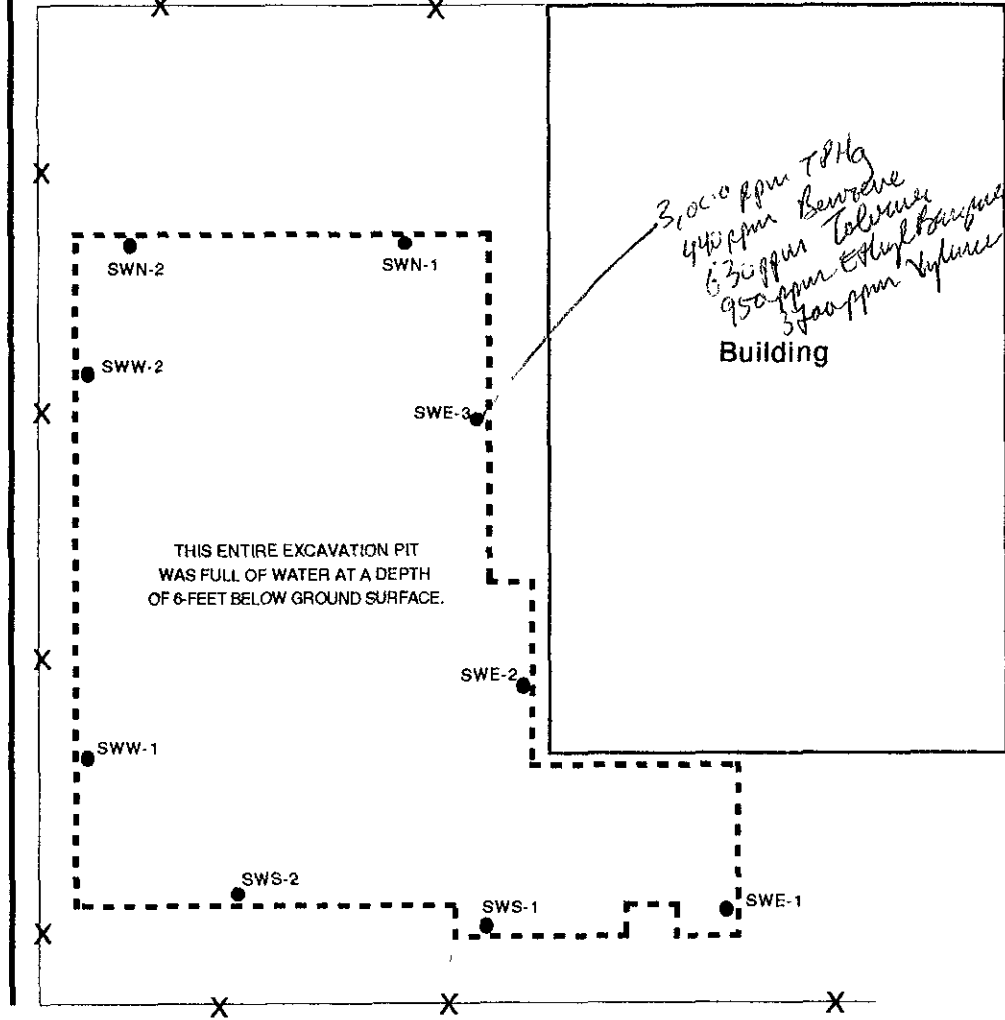 X X
X
3,000 ppm TPHg
440 ppm Benzene
630 ppm Toluene
950 ppm Ethyl Benzene
ppm Xylene
Building
SWN-2
SWN-1
SWW-2
X
SWE-3
THIS ENTIRE EXCAVATION PIT
WAS FULL OF WATER AT A DEPTH
OF 6-FEET BELOW GROUND SURFACE.
X
SWE-2
SWW-1
SWS-2
SWS-1
SWE-1
X
X X X